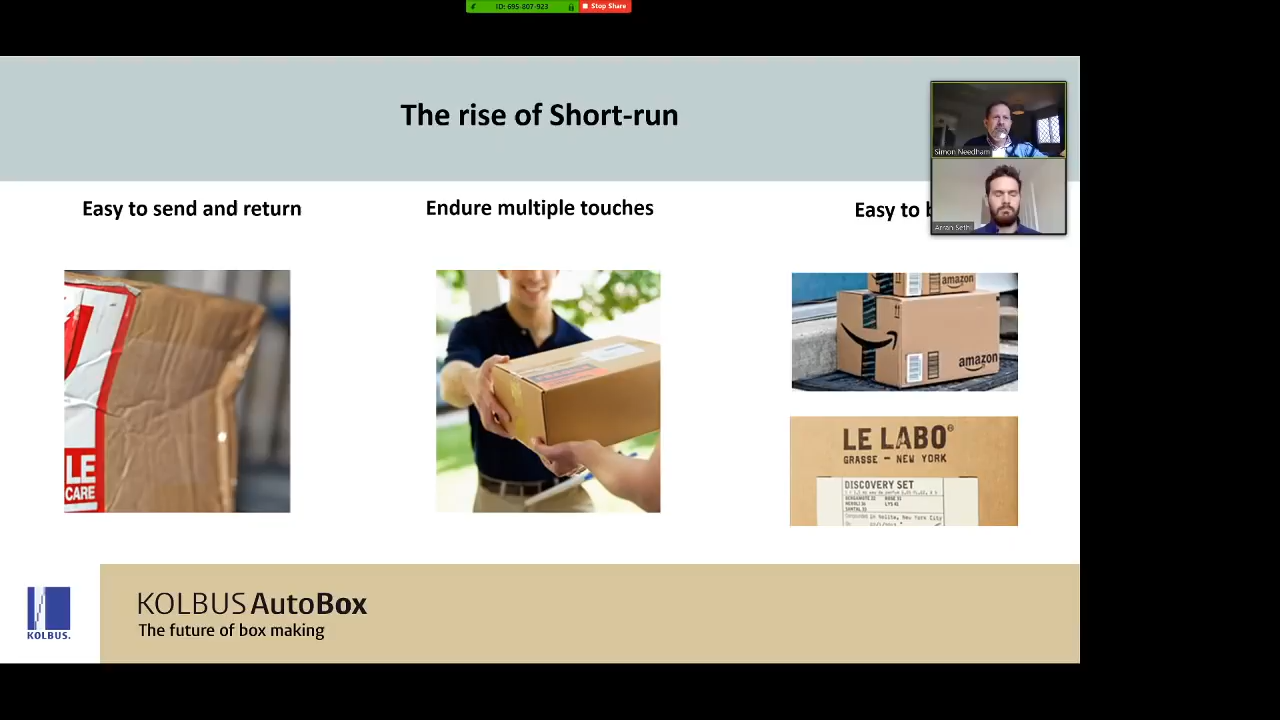 ID: 695-807-923
Stop Share
The rise of Short-run
Simon Needham
Arran Sethi
Easy to send and return
Endure multiple touches
Easy to
LE
CARE
amazon
amazon
LE LABO®
GRASSE – NEW YORK
DISCOVERY SET
KOLBUS AutoBox
The future of box making
KOLBUS.